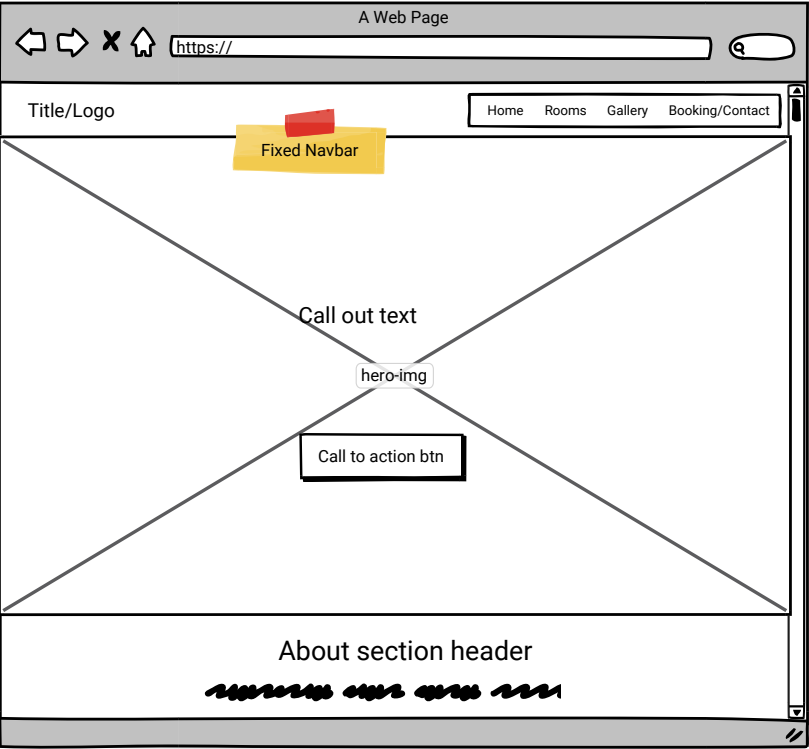 A Web Page
https://
Title/Logo
Home Rooms Gallery Booking/Contact
Fixed Navbar
Call out text
hero-img
Call to action btn
About section header